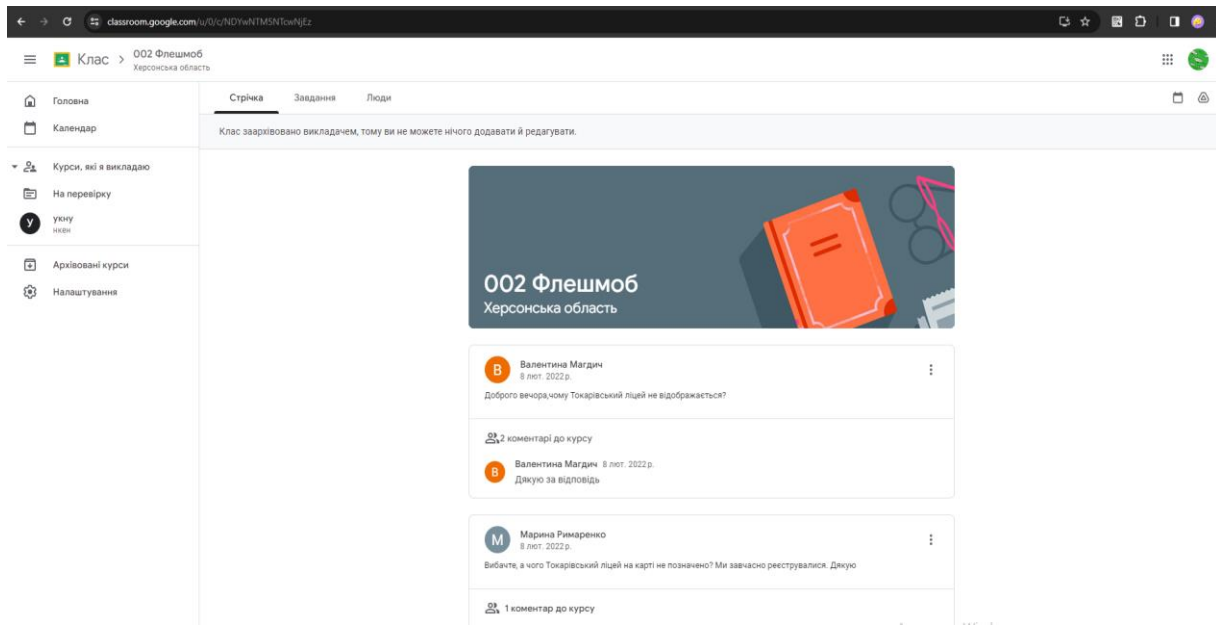 classroom.google.com/u/0/c/NDYwNTM5NTcwNjEz
Клас > 002 Флешмоб
Херсонська область
Головна
Календар
Курси, які я викладаю
На перевірку
У укну
нкен
Архівовані курси
Налаштування
Стрічка Завдання Люди
Клас заархівовано викладачем, тому ви не можете нічого додавати й редагувати.
002 Флешмоб
Херсонська область
В Валентина Магдич
8 лют. 2022 р.
Доброго вечора,чому Токарівський ліцей не відображається?
2 коментарі до курсу
В Валентина Магдич 8 лют. 2022 р.
Дякую за відповідь
М Марина Римаренко
8 лют. 2022 р.
Вибачте, а чого Токарівський ліцей на карті не позначено? Ми завчасно реєструвалися. Дякую
1 коментар до курсу